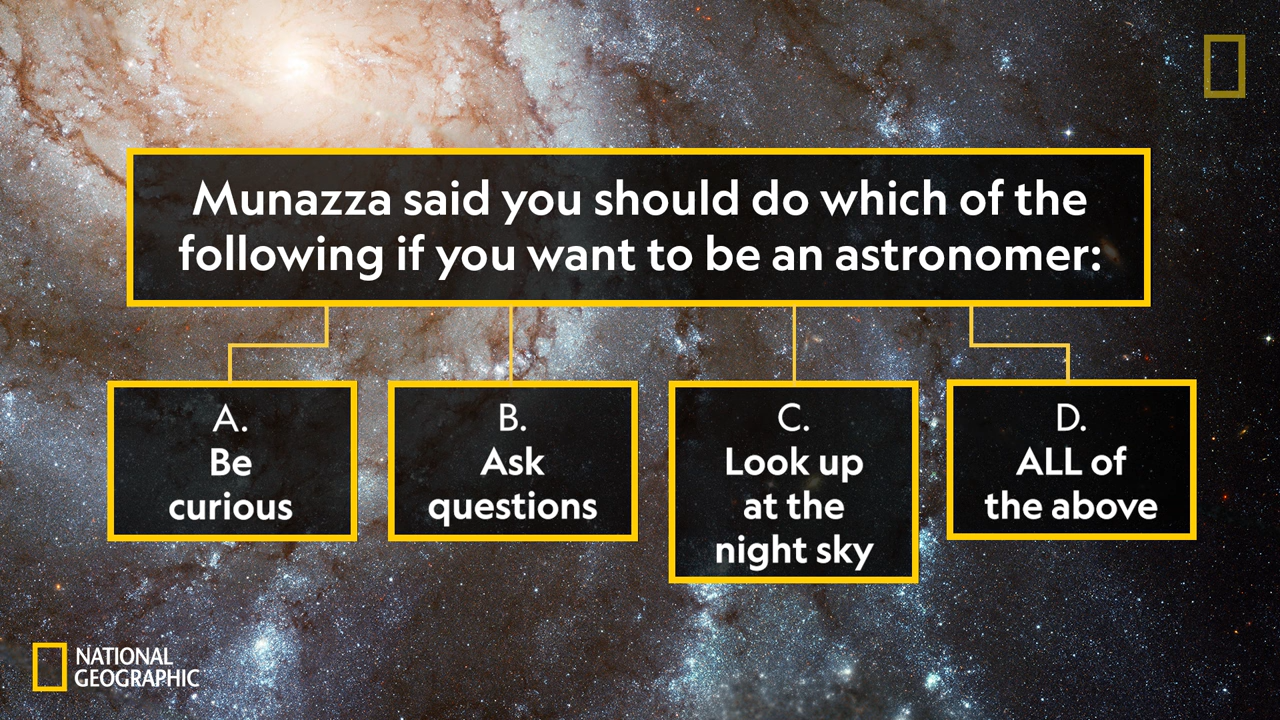 Munazza said you should do which of the
following if you want to be an astronomer:
A.
Be
curious
B.
Ask
questions
C.
Look up
at the
night sky
D.
ALL of
the above
NATIONAL
GEOGRAPHIC